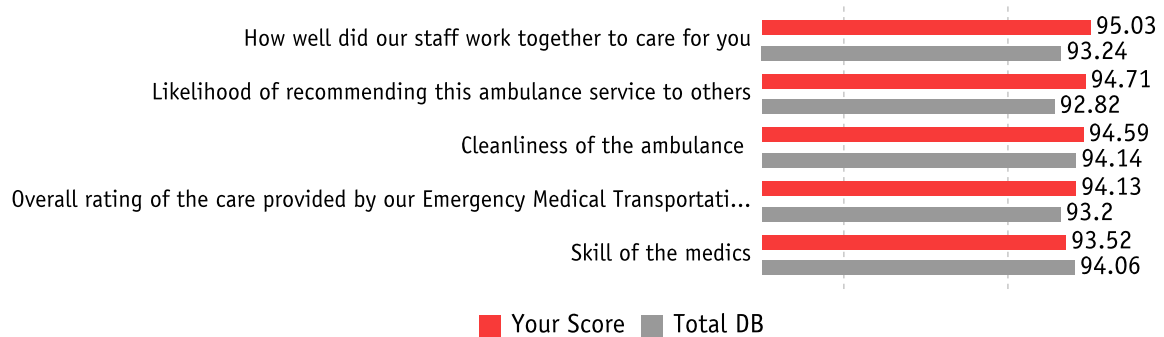 How well did our staff work together to care for you
95.03
93.24
Likelihood of recommending this ambulance service to others
94.71
92.82
Cleanliness of the ambulance
94.59
94.14
Overall rating of the care provided by our Emergency Medical Transportati...
94.13
93.2
Skill of the medics
93.52
94.06
Your Score
Total DB